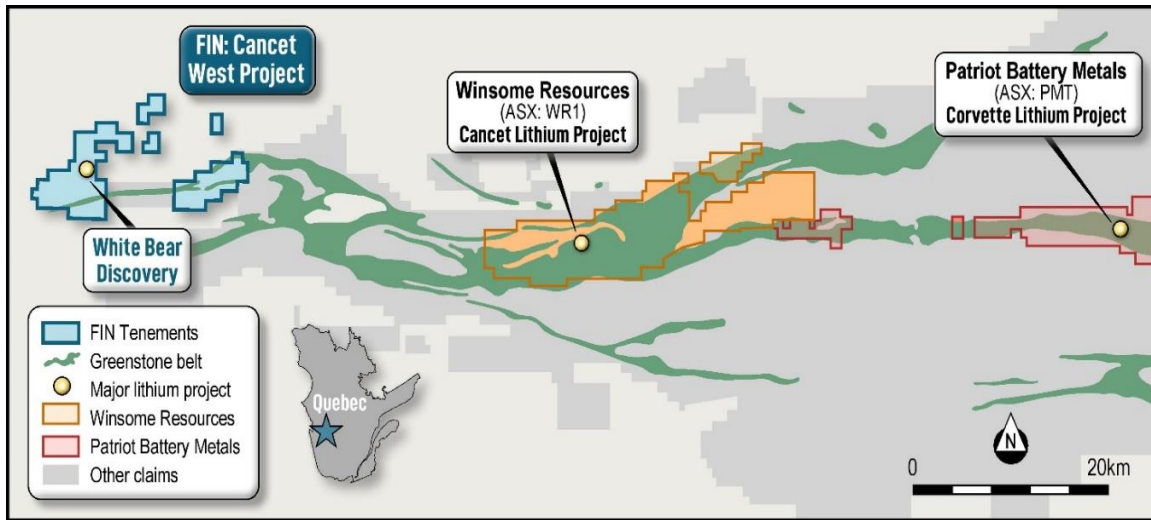 FIN: Cancet
West Project
Winsome Resources
(ASX: WR1)
Cancet Lithium Project
Patriot Battery Metals
(ASX: PMT)
Corvette Lithium Project
White Bear
Discovery
FIN Tenements
Greenstone belt
Major lithium project
Winsome Resources
Patriot Battery Metals
Other claims
Quebec
N
0
20km